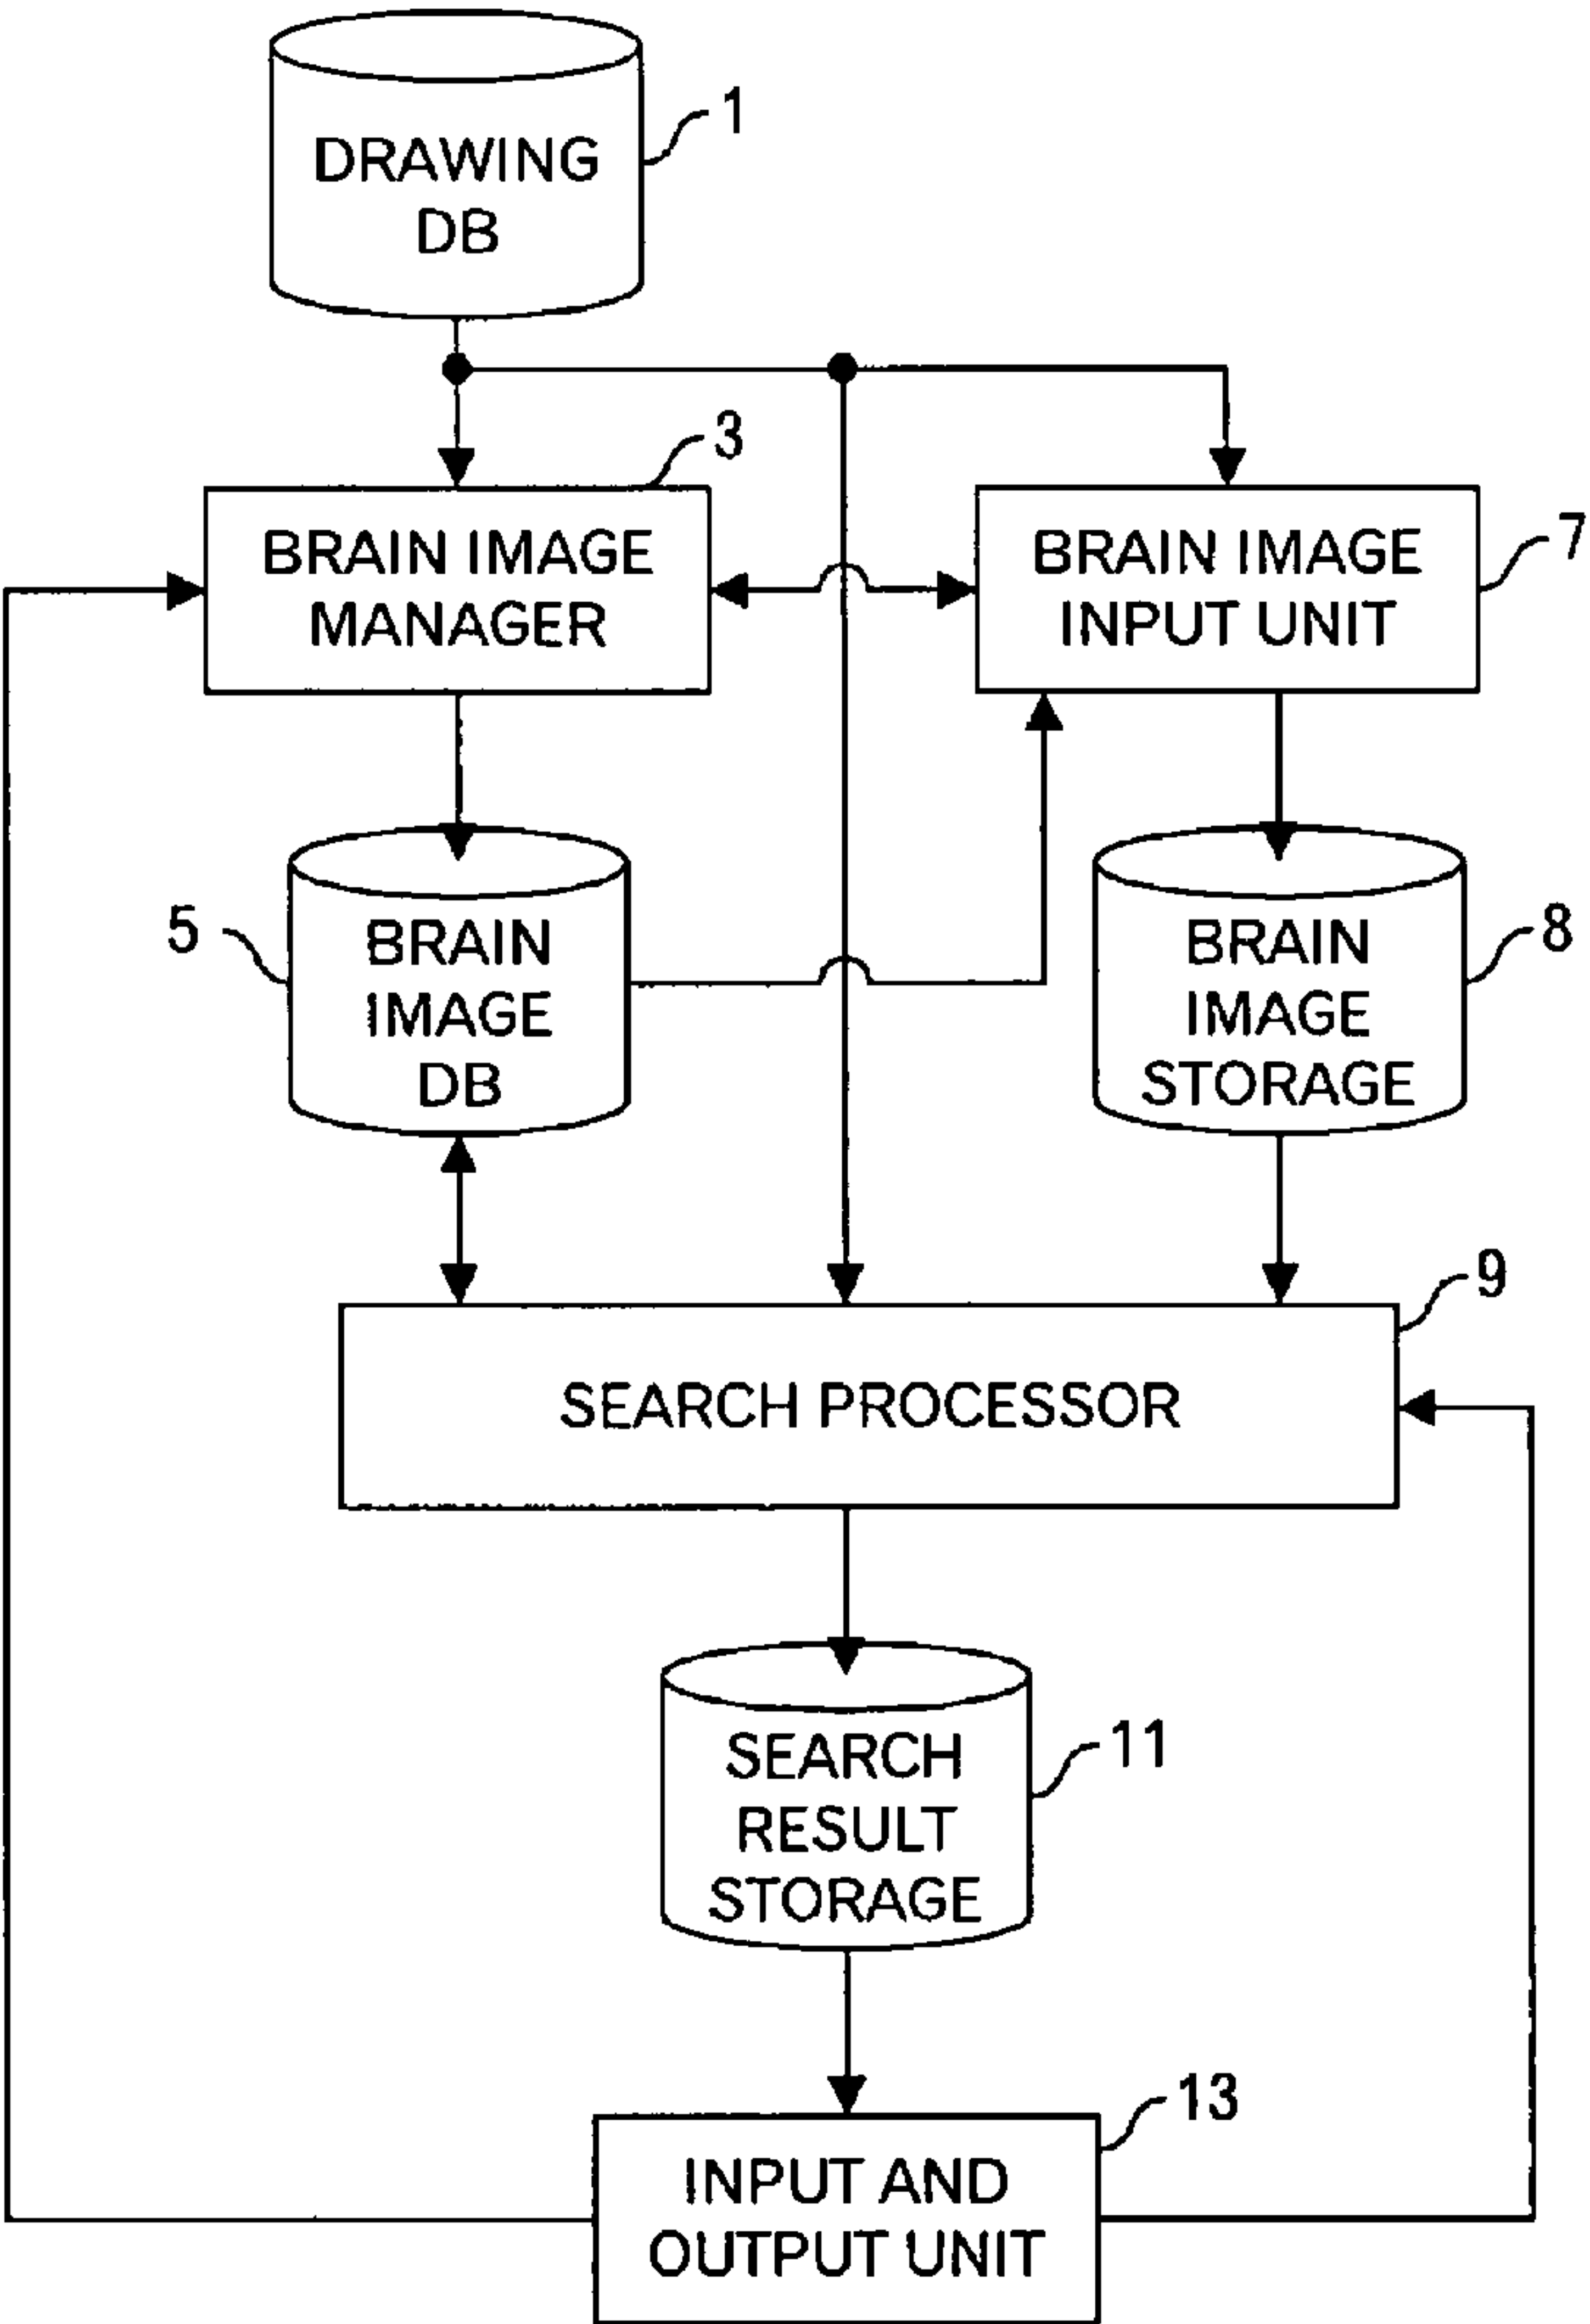 DRAWING
DB
1
BRAIN IMAGE
MANAGER
3
BRAIN IMAGE
INPUT UNIT
7
5
BRAIN
IMAGE
DB
BRAIN
IMAGE
STORAGE
8
SEARCH PROCESSOR
9
SEARCH
RESULT
STORAGE
11
INPUT AND
OUTPUT UNIT
13